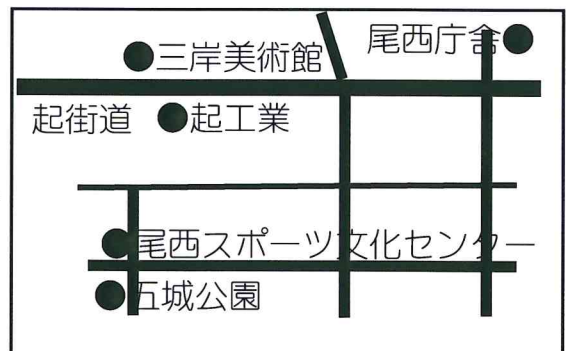 尾西庁舎●
●三岸美術館
起街道 ●起工業
●尾西スポーツ文化センター
●五城公園